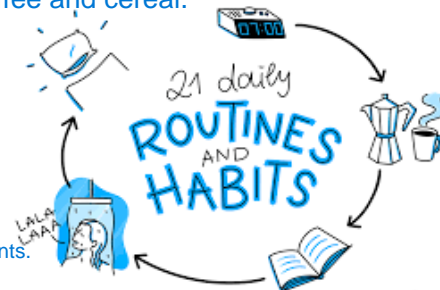 fee and cereal.
07:00
21 daily
ROUTINES
AND
HABITS
LALA
LAAA
nts.